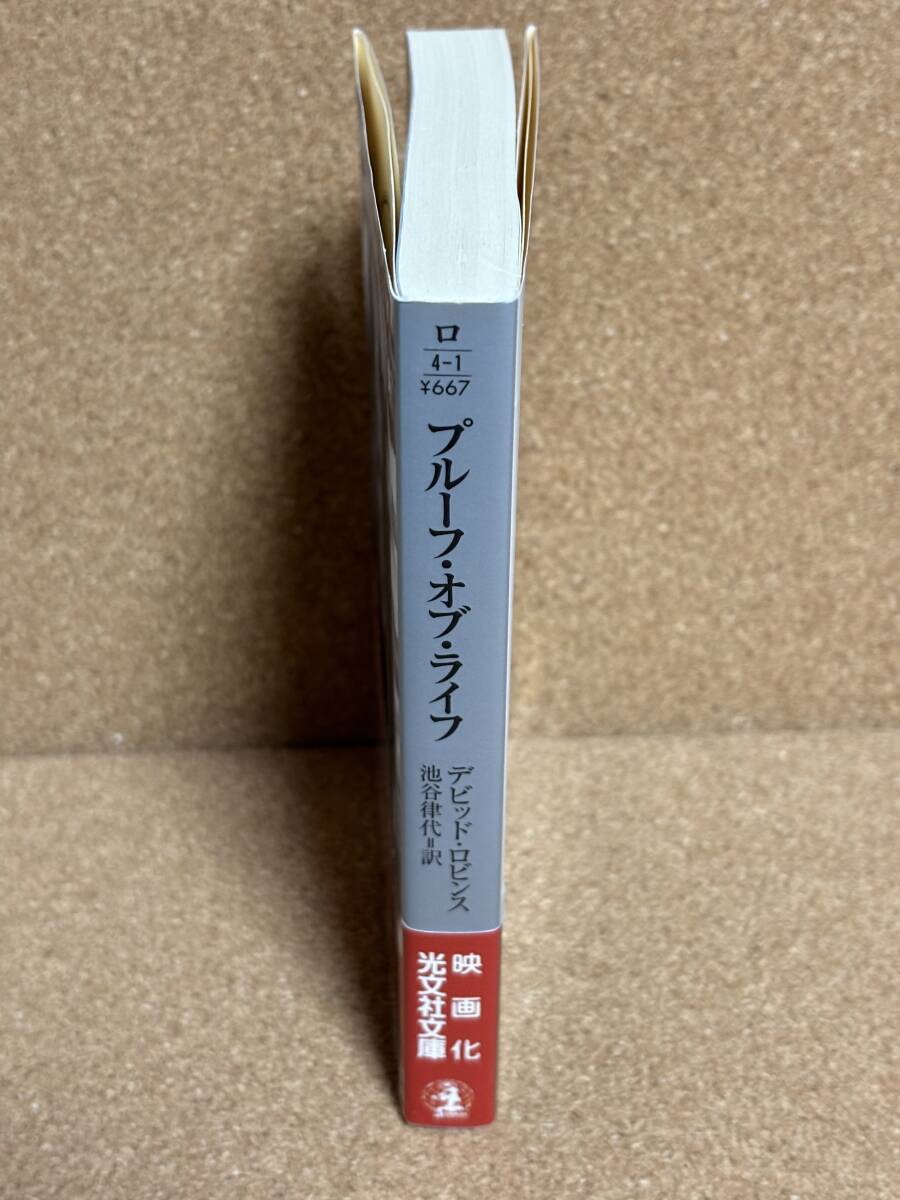 ロ
4-1
¥667
プルーフ・オブ・ライフ
デビッド・ロビンス
池谷律代=訳
映画化
光文社文庫